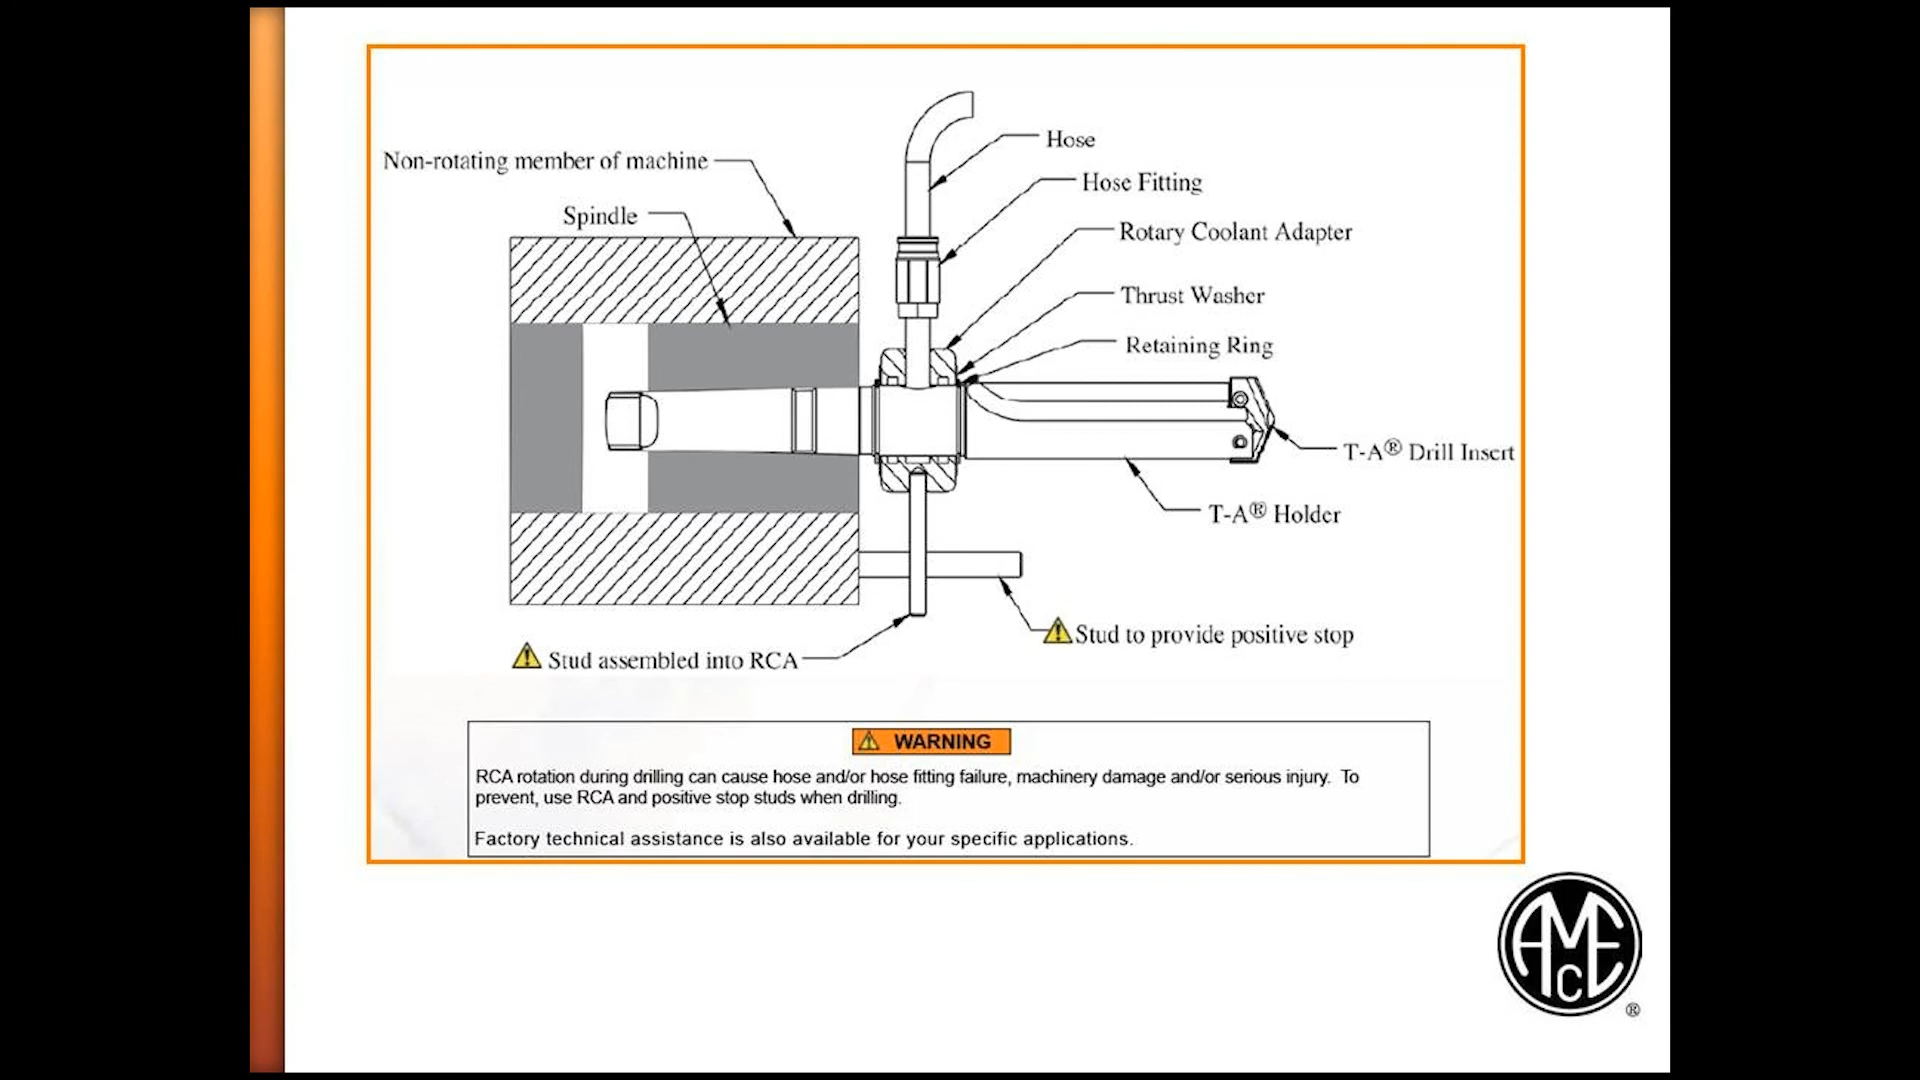 Hose
Non-rotating member of machine
Hose Fitting
Spindle
Rotary Coolant Adapter
Thrust Washer
Retaining Ring
T-A® Drill Insert
T-A® Holder
Stud to provide positive stop
Stud assembled into RCA
WARNING
RCA rotation during drilling can cause hose and/or hose fitting failure, machinery damage and/or serious injury. To
prevent, use RCA and positive stop studs when drilling.
Factory technical assistance is also available for your specific applications.
AMEC
®